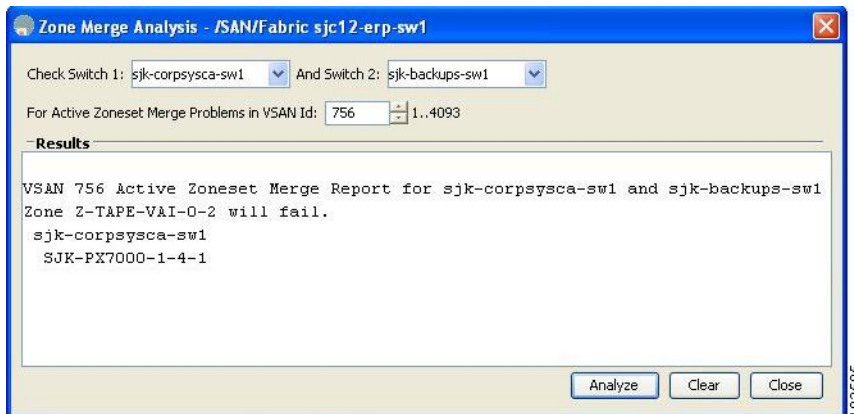 Zone Merge Analysis - /SAN/Fabric sjc12-erp-sw1
Check Switch 1: sjk-corpsysca-sw1 And Switch 2: sjk-backups-sw1
For Active Zoneset Merge Problems in VSAN Id: 756 1..4093
Results
VSAN 756 Active Zoneset Merge Report for sjk-corpsysca-sw1 and sjk-backups-sw1
Zone Z-TAPE-VAI-0-2 will fail.
sjk-corpsysca-sw1
SJK-PX7000-1-4-1
Analyze Clear Close